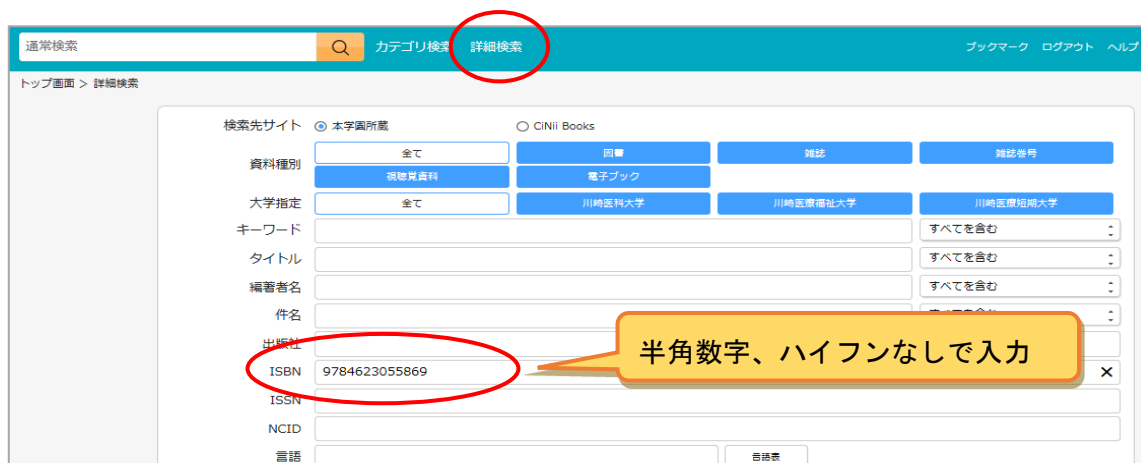 通常検索 カテゴリ検索 詳細検索 ブックマーク ログアウト ヘルプ
トップ画面 > 詳細検索
検索先サイト 本学園所蔵 CiNii Books
資料種別 全て 図書 雑誌 雑誌巻号
視聴覚資料 電子ブック
大学指定 全て 川崎医科大学 川崎医療福祉大学 川崎医療短期大学
キーワード すべてを含む
タイトル すべてを含む
編著者名 すべてを含む
件名
出版社
半角数字、ハイフンなしで入力
ISBN 9784623055869
ISSN
NCID
言語 言語表